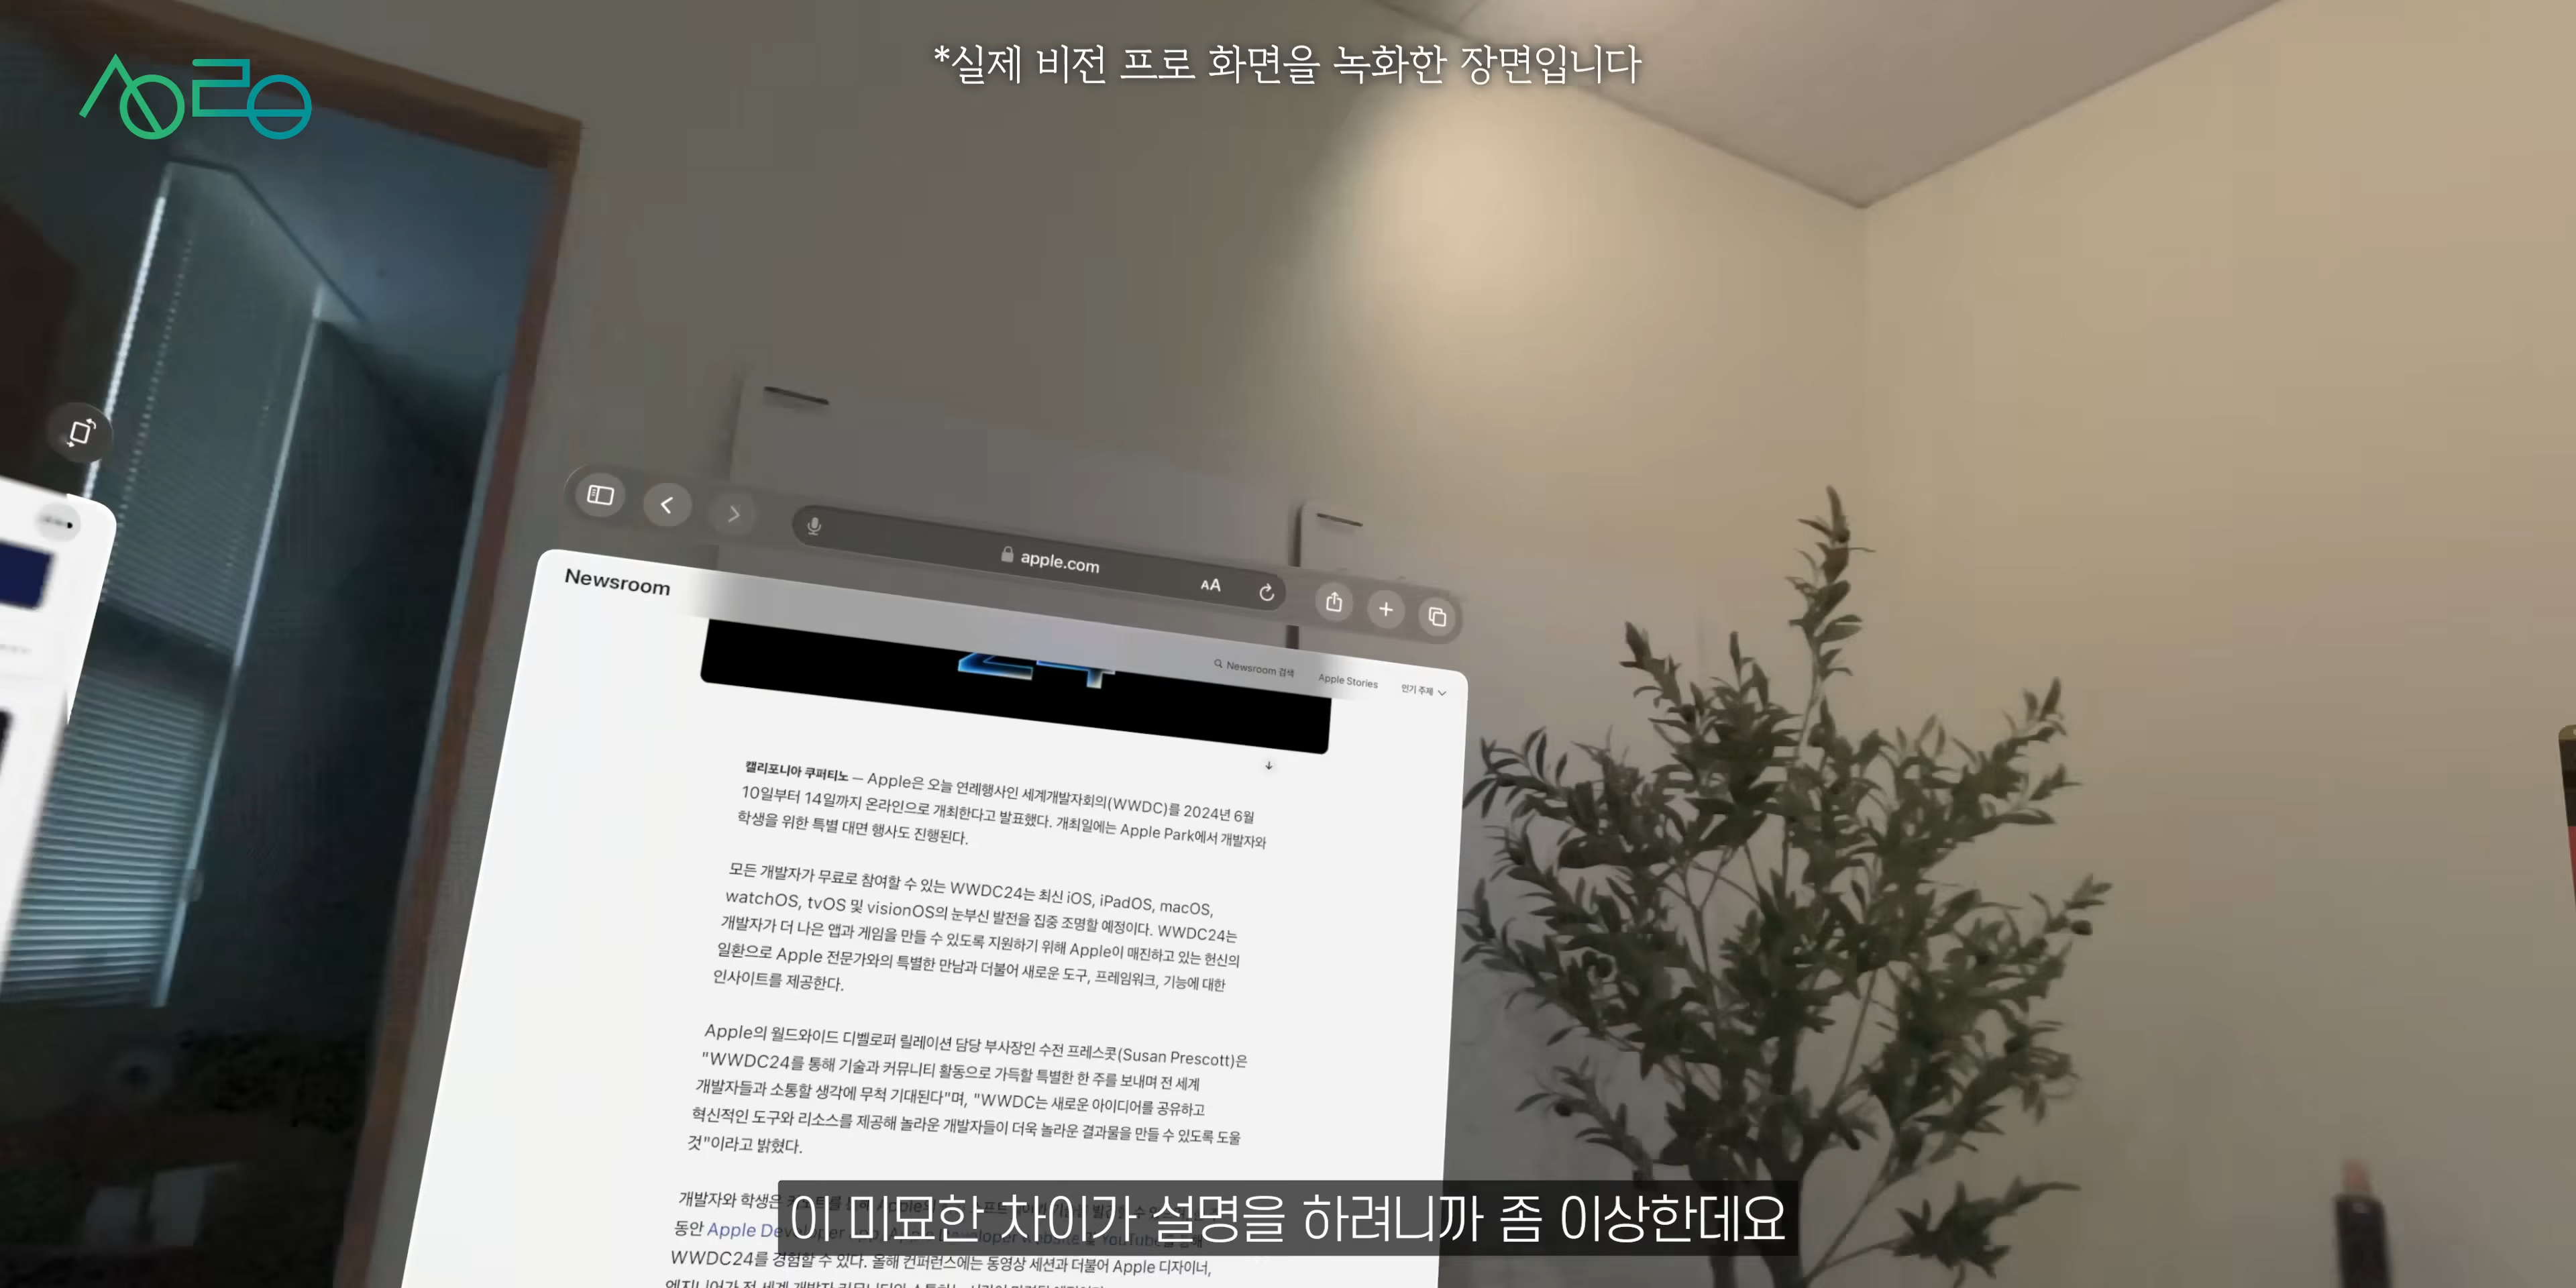 *실제 비전 프로 화면을 녹화한 장면입니다
apple.com
AA
Newsroom
24
Newsroom 검색
Apple Stories
인기 주제
캘리포니아 쿠퍼티노 — Apple은 오늘 연례행사인 세계개발자회의(WWDC)를 2024년 6월
10일부터 14일까지 온라인으로 개최한다고 발표했다. 개최일에는 Apple Park에서 개발자와
학생을 위한 특별 대면 행사도 진행된다.
모든 개발자가 무료로 참여할 수 있는 WWDC24는 최신 iOS, iPadOS, macOS,
watchOS, tvOS 및 visionOS의 눈부신 발전을 집중 조명할 예정이다. WWDC24는
개발자가 더 나은 앱과 게임을 만들 수 있도록 지원하기 위해 Apple이 매진하고 있는 헌신의
일환으로 Apple 전문가와의 특별한 만남과 더불어 새로운 도구, 프레임워크, 기능에 대한
인사이트를 제공한다.
Apple의 월드와이드 디벨로퍼 릴레이션 담당 부사장인 수전 프레스콧(Susan Prescott)은
"WWDC24를 통해 기술과 커뮤니티 활동으로 가득할 특별한 한 주를 보내며 전 세계
개발자들과 소통할 생각에 무척 기대된다"며, "WWDC는 새로운 아이디어를 공유하고
혁신적인 도구와 리소스를 제공해 놀라운 개발자들이 더욱 놀라운 결과물을 만들 수 있도록 도울
것"이라고 밝혔다.
개발자와 학생은
동안 Apple Developer
WWDC24를 경험할 수 있다. 올해 컨퍼런스에는 동영상 세션과 더불어 Apple 디자이너,
이 미묘한 차이가 설명을 하려니까 좀 이상한데요